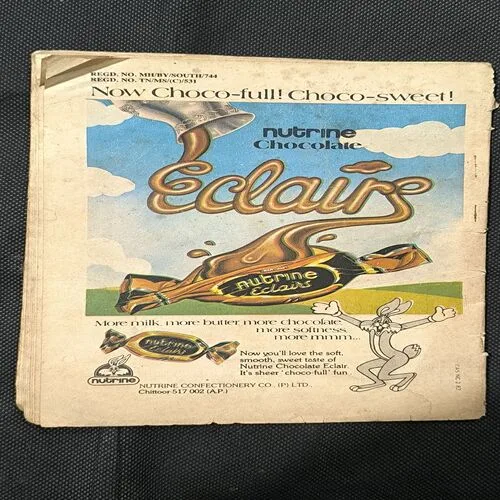 REGD. NO. MH/BY/SOUTH/744
REGD. NO. TN/MS/(C)/531
Now Choco-full! Choco-sweet!
nutrine
Chocolate
Eclairs
nutrine
Eclairs
More milk, more butter, more chocolate,
more softness,
more mmm...
nutrine
Eclairs
Now you'll love the soft,
smooth, sweet taste of
Nutrine Chocolate Eclair.
It's sheer 'choco-full' fun
nutrine
NUTRINE CONFECTIONERY CO. (P) LTD.,
Chittoor-517 002 (A.P.)